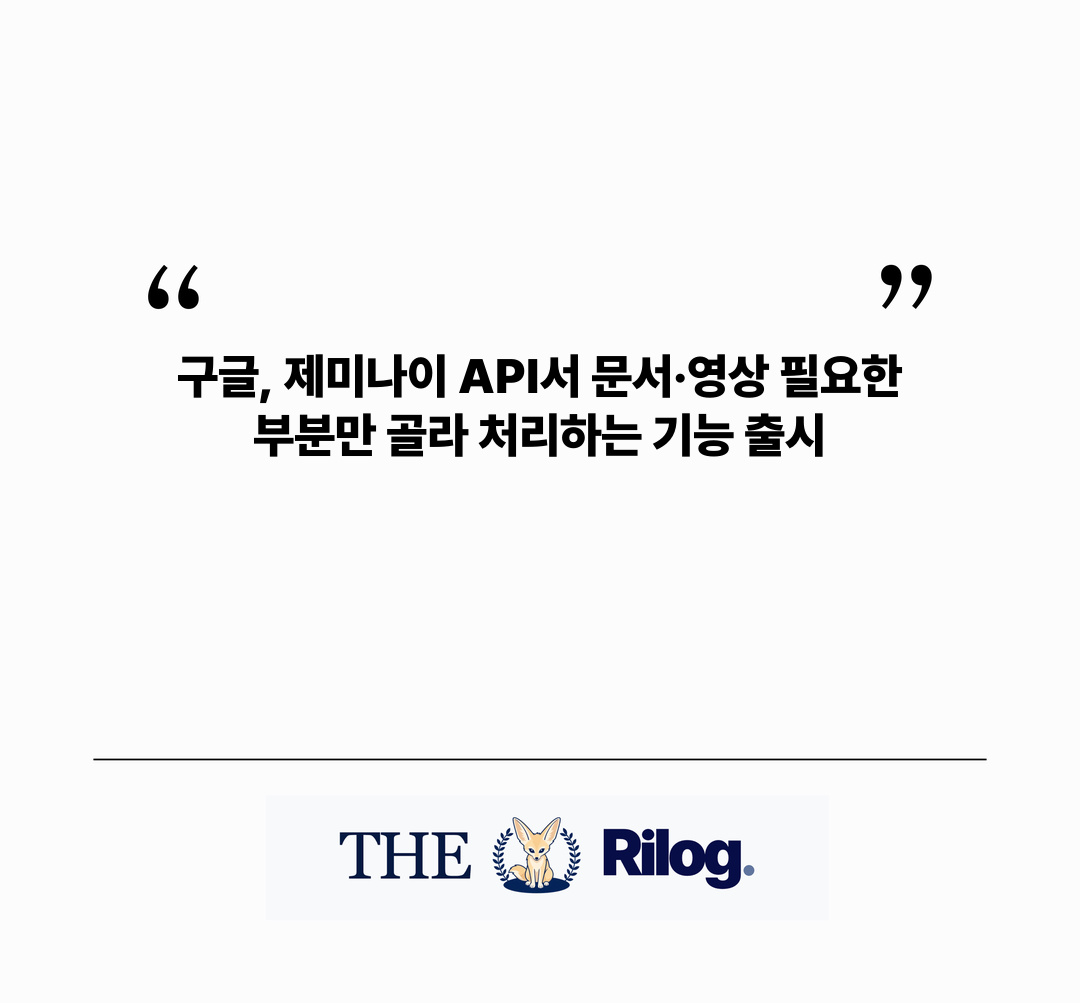 “ ”
구글, 제미나이 API서 문서·영상 필요한
부분만 골라 처리하는 기능 출시
THE Rilog.